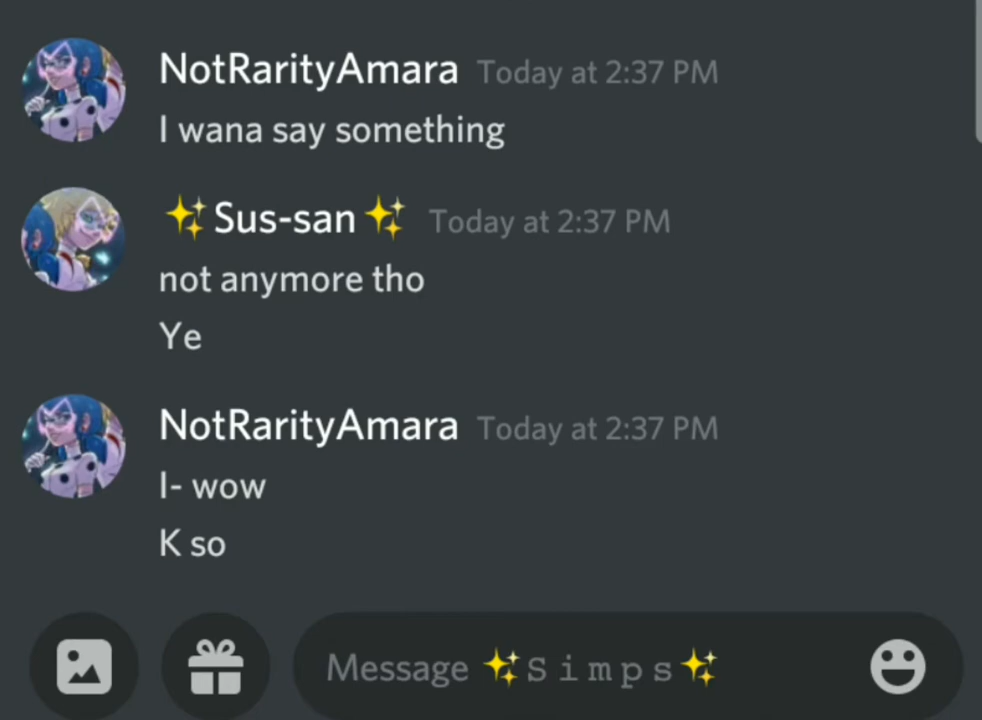 NotRarityAmara Today at 2:37 PM
I wana say something
✨Sus-san✨ Today at 2:37 PM
not anymore tho
Ye
NotRarityAmara Today at 2:37 PM
I- wow
K so
Message ✨Simps✨